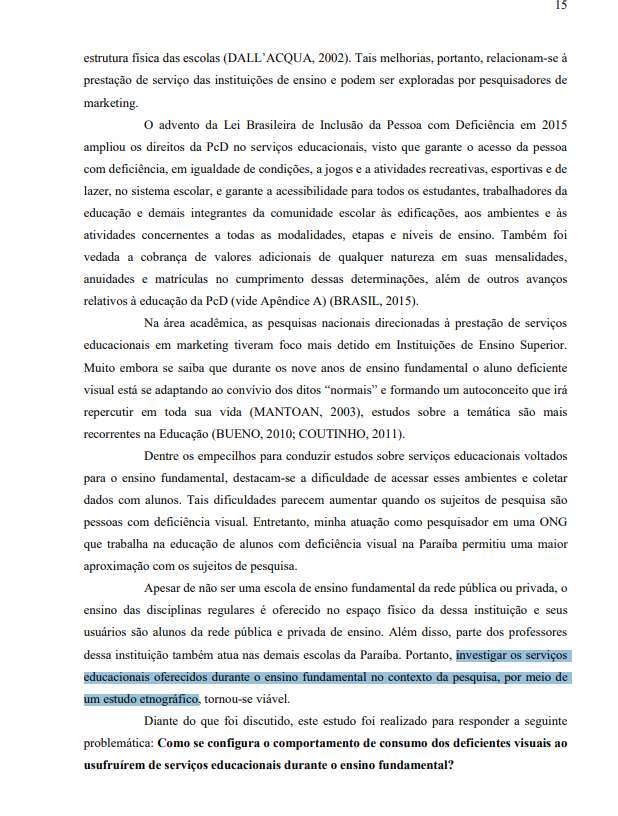 15
estrutura física das escolas (DALL’ACQUA, 2002). Tais melhorias, portanto, relacionam-se à
prestação de serviço das instituições de ensino e podem ser exploradas por pesquisadores de
marketing.
O advento da Lei Brasileira de Inclusão da Pessoa com Deficiência em 2015
ampliou os direitos da PcD no serviços educacionais, visto que garante o acesso da pessoa
com deficiência, em igualdade de condições, a jogos e a atividades recreativas, esportivas e de
lazer, no sistema escolar, e garante a acessibilidade para todos os estudantes, trabalhadores da
educação e demais integrantes da comunidade escolar às edificações, aos ambientes e às
atividades concernentes a todas as modalidades, etapas e níveis de ensino. Também foi
vedada a cobrança de valores adicionais de qualquer natureza em suas mensalidades,
anuidades e matrículas no cumprimento dessas determinações, além de outros avanços
relativos à educação da PcD (vide Apêndice A) (BRASIL, 2015).
Na área acadêmica, as pesquisas nacionais direcionadas à prestação de serviços
educacionais em marketing tiveram foco mais detido em Instituições de Ensino Superior.
Muito embora se saiba que durante os nove anos de ensino fundamental o aluno deficiente
visual está se adaptando ao convívio dos ditos “normais” e formando um autoconceito que irá
repercutir em toda sua vida (MANTOAN, 2003), estudos sobre a temática são mais
recorrentes na Educação (BUENO, 2010; COUTINHO, 2011).
Dentre os empecilhos para conduzir estudos sobre serviços educacionais voltados
para o ensino fundamental, destacam-se a dificuldade de acessar esses ambientes e coletar
dados com alunos. Tais dificuldades parecem aumentar quando os sujeitos de pesquisa são
pessoas com deficiência visual. Entretanto, minha atuação como pesquisador em uma ONG
que trabalha na educação de alunos com deficiência visual na Paraíba permitiu uma maior
aproximação com os sujeitos de pesquisa.
Apesar de não ser uma escola de ensino fundamental da rede pública ou privada, o
ensino das disciplinas regulares é oferecido no espaço física da dessa instituição e seus
usuários são alunos da rede pública e privada de ensino. Além disso, parte dos professores
dessa instituição também atua nas demais escolas da Paraíba. Portanto, investigar os serviços
educacionais oferecidos durante o ensino fundamental no contexto da pesquisa, por meio de
um estudo etnográfico, tornou-se viável.
Diante do que foi discutido, este estudo foi realizado para responder a seguinte
problemática: Como se configura o comportamento de consumo dos deficientes visuais ao
usufruírem de serviços educacionais durante o ensino fundamental?